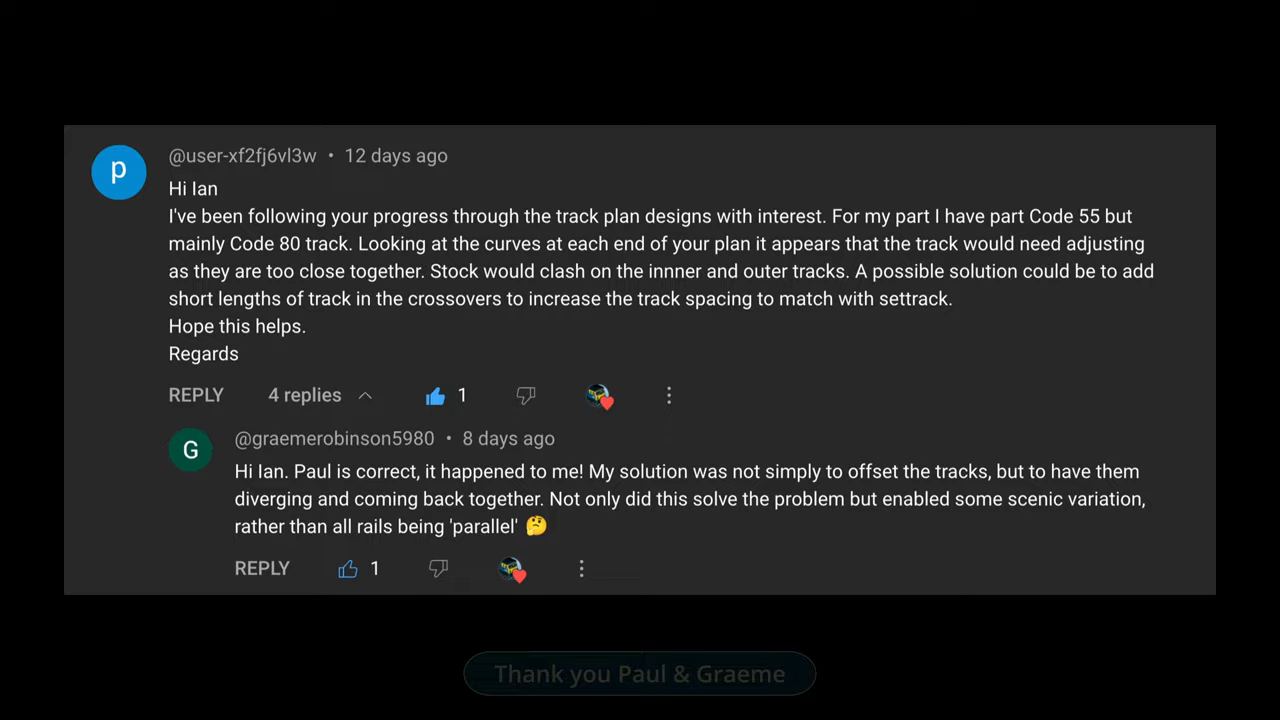 p
@user-xf2fj6vl3w • 12 days ago
Hi Ian
I've been following your progress through the track plan designs with interest. For my part I have part Code 55 but
mainly Code 80 track. Looking at the curves at each end of your plan it appears that the track would need adjusting
as they are too close together. Stock would clash on the innner and outer tracks. A possible solution could be to add
short lengths of track in the crossovers to increase the track spacing to match with settrack.
Hope this helps.
Regards
REPLY 4 replies 1
G
@graemerobinson5980 • 8 days ago
Hi Ian. Paul is correct, it happened to me! My solution was not simply to offset the tracks, but to have them
diverging and coming back together. Not only did this solve the problem but enabled some scenic variation,
rather than all rails being 'parallel' 🤔
REPLY 1
Thank you Paul & Graeme